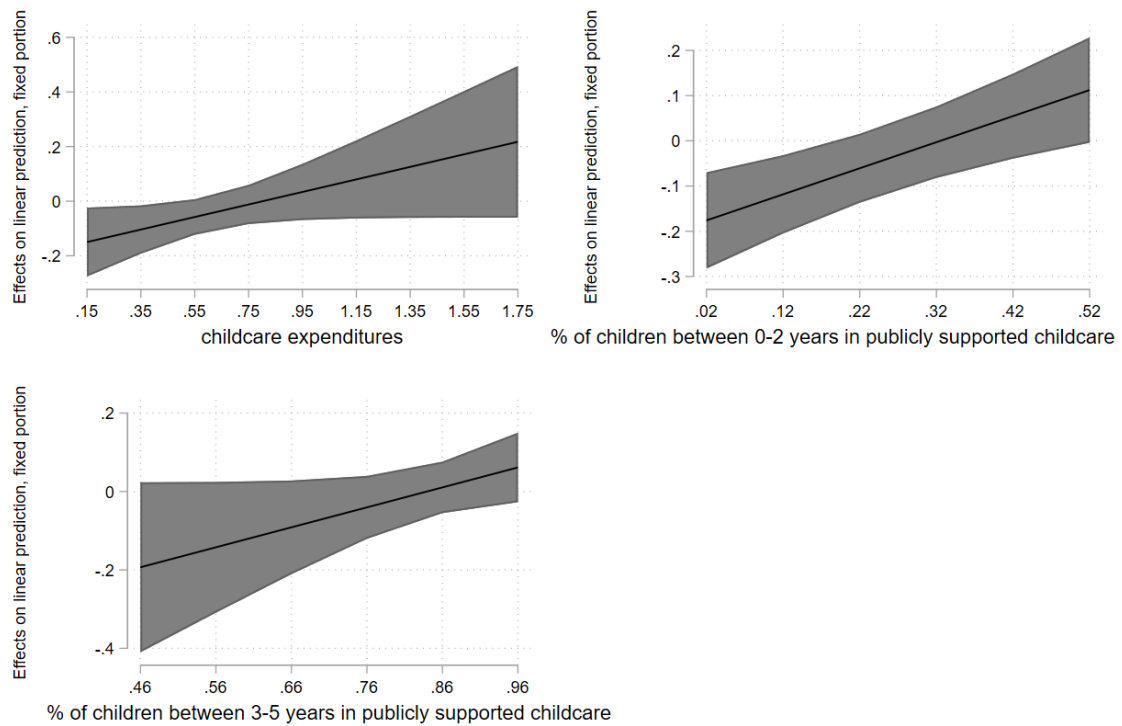 Effects on linear prediction, fixed portion
.6
.4
.2
0
-.2
.15 .35 .55 .75 .95 1.15 1.35 1.55 1.75
childcare expenditures
Effects on linear prediction, fixed portion
.2
.1
0
-.1
-.2
-.3
.02 .12 .22 .32 .42 .52
% of children between 0-2 years in publicly supported childcare
Effects on linear prediction, fixed portion
.2
0
-.2
-.4
.46 .56 .66 .76 .86 .96
% of children between 3-5 years in publicly supported childcare